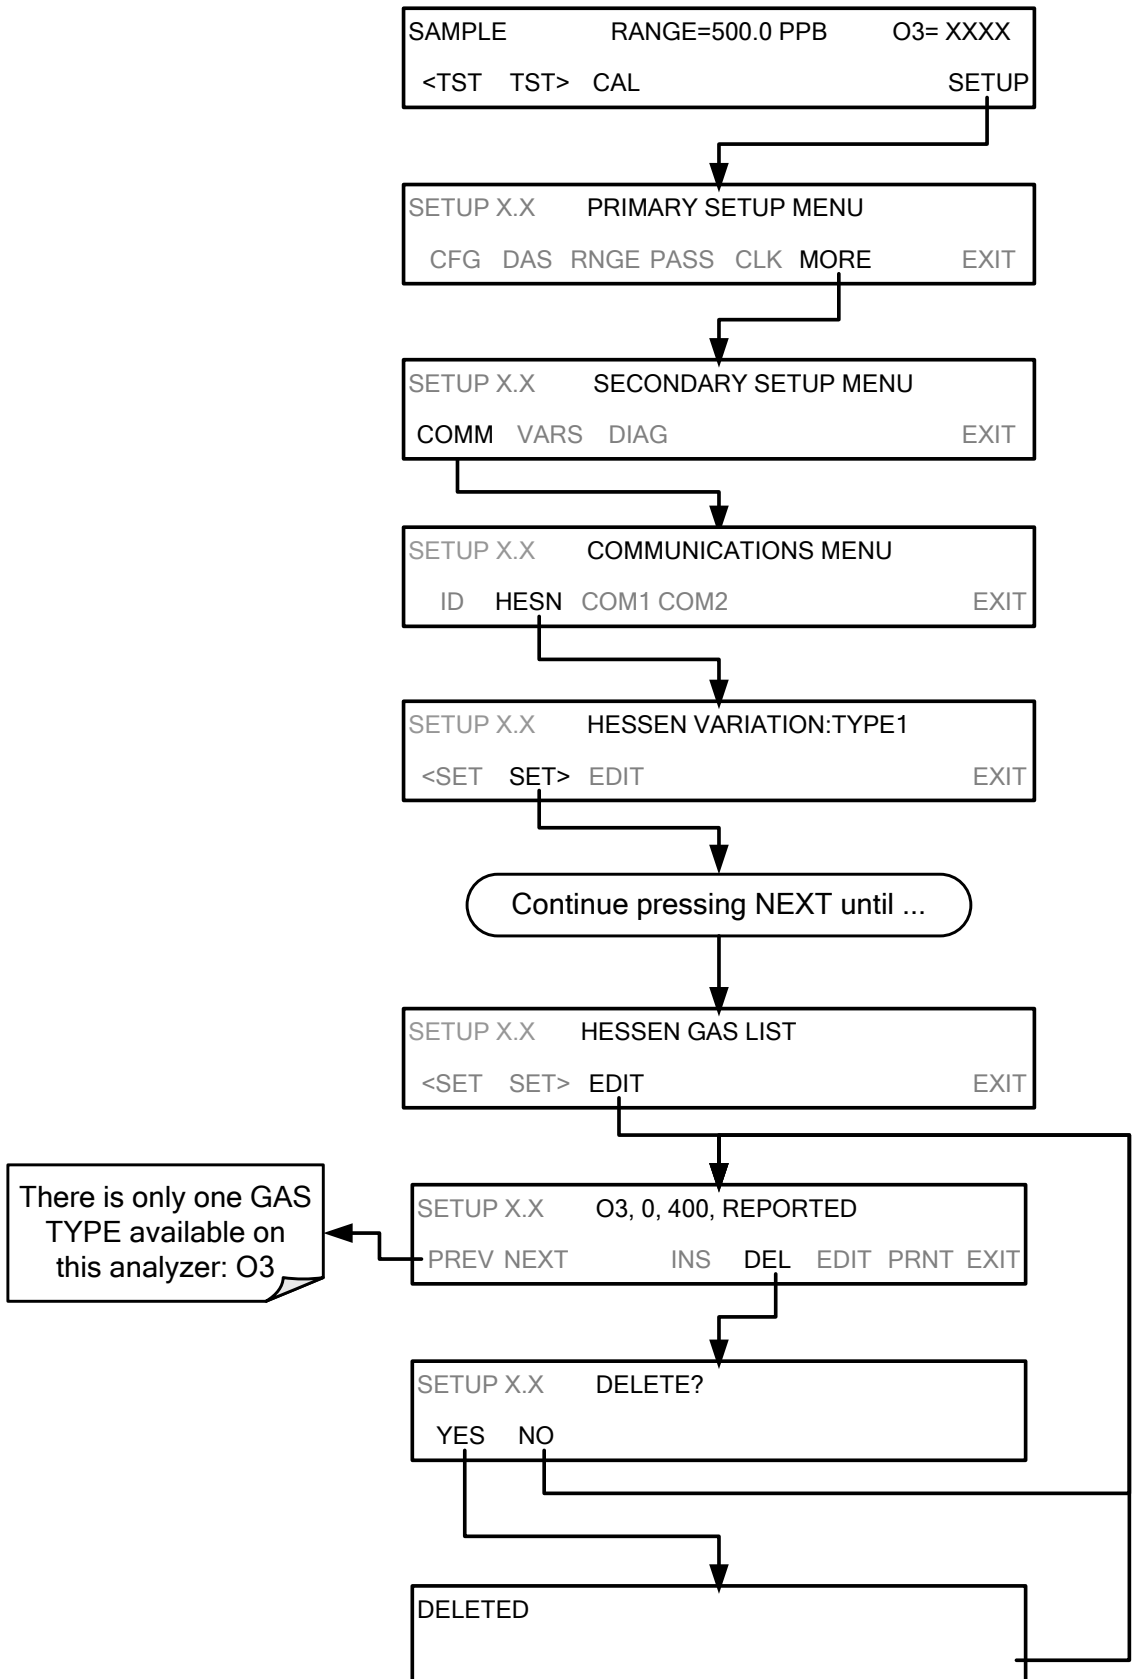 SAMPLE RANGE=500.0 PPB O3= XXXX
<TST TST> CAL SETUP
SETUP X.X PRIMARY SETUP MENU
CFG DAS RNGE PASS CLK MORE EXIT
SETUP X.X SECONDARY SETUP MENU
COMM VARS DIAG EXIT
SETUP X.X COMMUNICATIONS MENU
ID HESN COM1 COM2 EXIT
SETUP X.X HESSEN VARIATION:TYPE1
<SET SET> EDIT EXIT
Continue pressing NEXT until ...
SETUP X.X HESSEN GAS LIST
<SET SET> EDIT EXIT
There is only one GAS
TYPE available on
this analyzer: O3
SETUP X.X O3, 0, 400, REPORTED
PREV NEXT INS DEL EDIT PRNT EXIT
SETUP X.X DELETE?
YES NO
DELETED